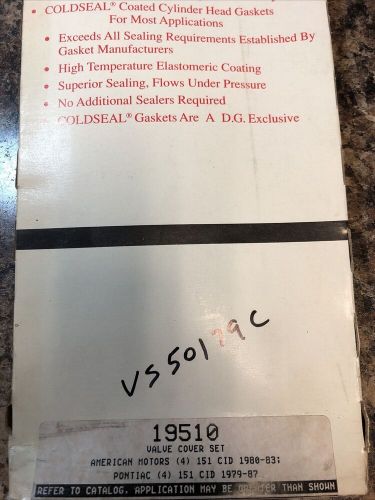 • COLDSEAL® Coated Cylinder Head Gaskets
For Most Applications
• Exceeds All Sealing Requirements Established By
Gasket Manufacturers
• High Temperature Elastomeric Coating
• Superior Sealing, Flows Under Pressure
• No Additional Sealers Required
• COLDSEAL® Gaskets Are A D.G. Exclusive
VS50179C
19510
VALVE COVER SET
AMERICAN MOTORS (4) 151 CID 1980-83;
PONTIAC (4) 151 CID 1979-87
REFER TO CATALOG. APPLICATION MAY BE GREATER THAN SHOWN